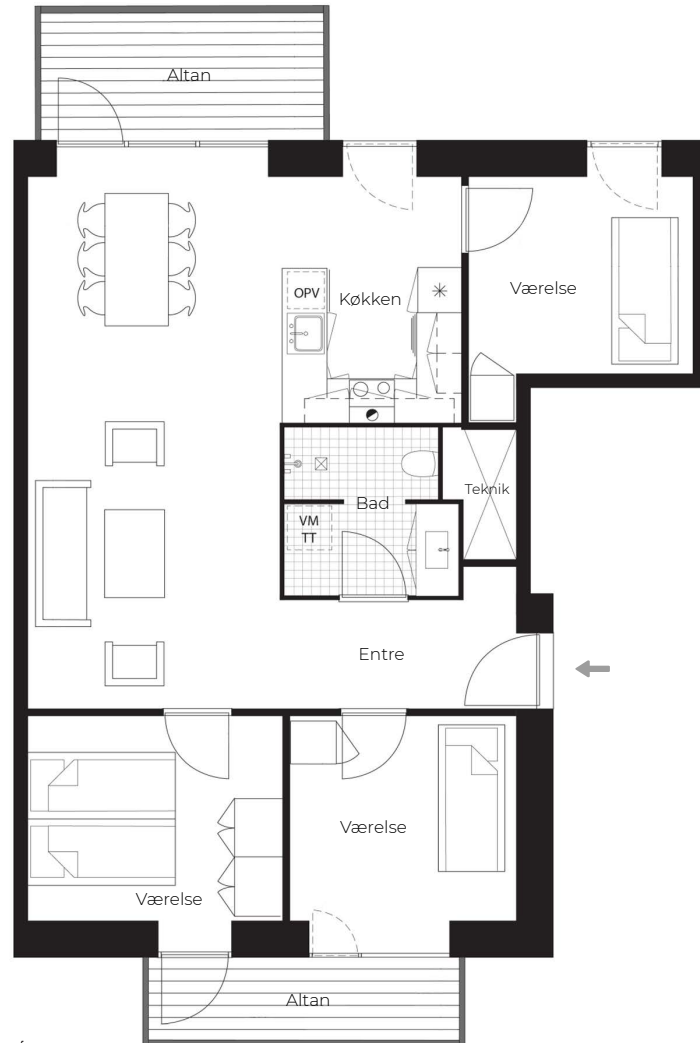 Altan
OPV
Køkken
Værelse
Teknik
Bad
VM
TT
Entre
Værelse
Værelse
Altan